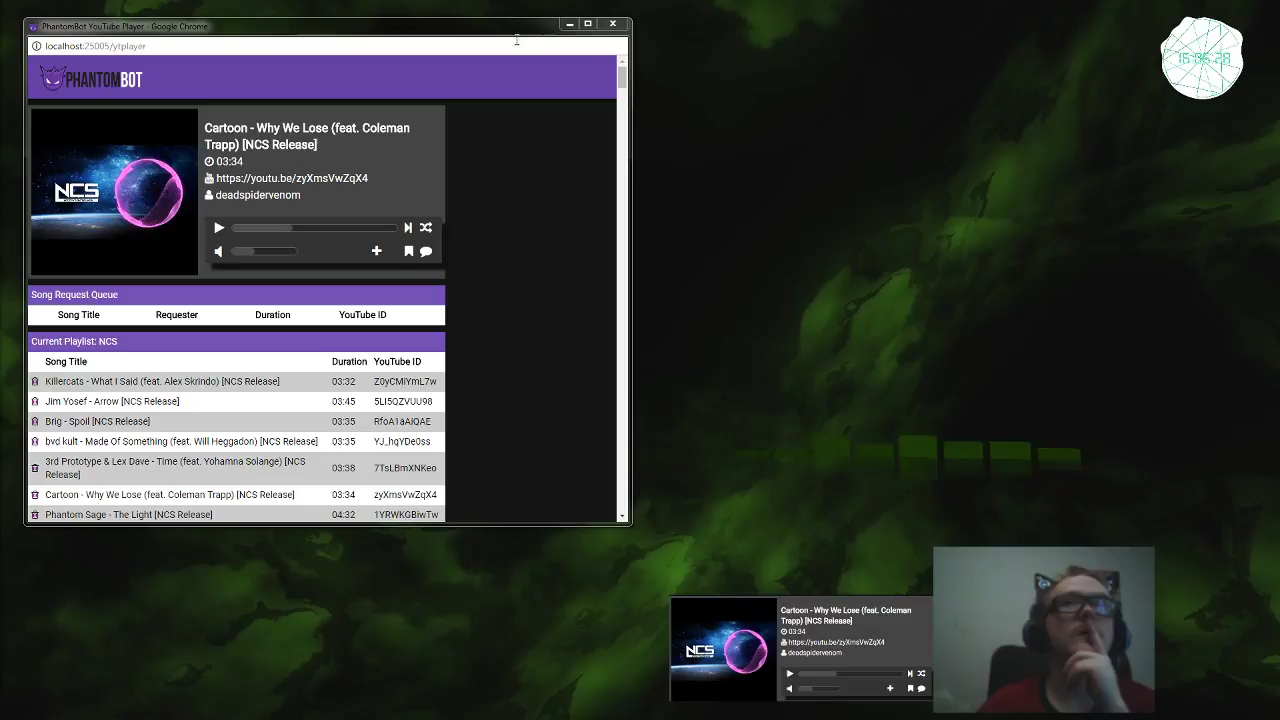 PhantomBot YouTube Player - Google Chrome
localhost:25005/ytplayer
PHANTOMBOT
Cartoon - Why We Lose (feat. Coleman
Trapp) [NCS Release]
03:34
https://youtu.be/zyXmsVwZqX4
deadspidervenom
NCS
Song Request Queue
Song Title Requester Duration YouTube ID
Current Playlist: NCS
Song Title Duration YouTube ID
Killercats - What I Said (feat. Alex Skrindo) [NCS Release] 03:32 Z0yCMiYmL7w
Jim Yosef - Arrow [NCS Release] 03:45 5LI5QZVUU98
Brig - Spoil [NCS Release] 03:35 RfoA1aAiQAE
bvd kult - Made Of Something (feat. Will Heggadon) [NCS Release] 03:35 YJ_hqYDe0ss
3rd Prototype & Lex Dave - Time (feat. Yohamna Solange) [NCS
Release] 03:38 7TsLBmXNKeo
Cartoon - Why We Lose (feat. Coleman Trapp) [NCS Release] 03:34 zyXmsVwZqX4
Phantom Sage - The Light [NCS Release] 04:32 1YRWKGBiwTw
16:05:28
Cartoon - Why We Lose (feat. Coleman
Trapp) [NCS Release]
03:34
https://youtu.be/zyXmsVwZqX4
deadspidervenom
NCS